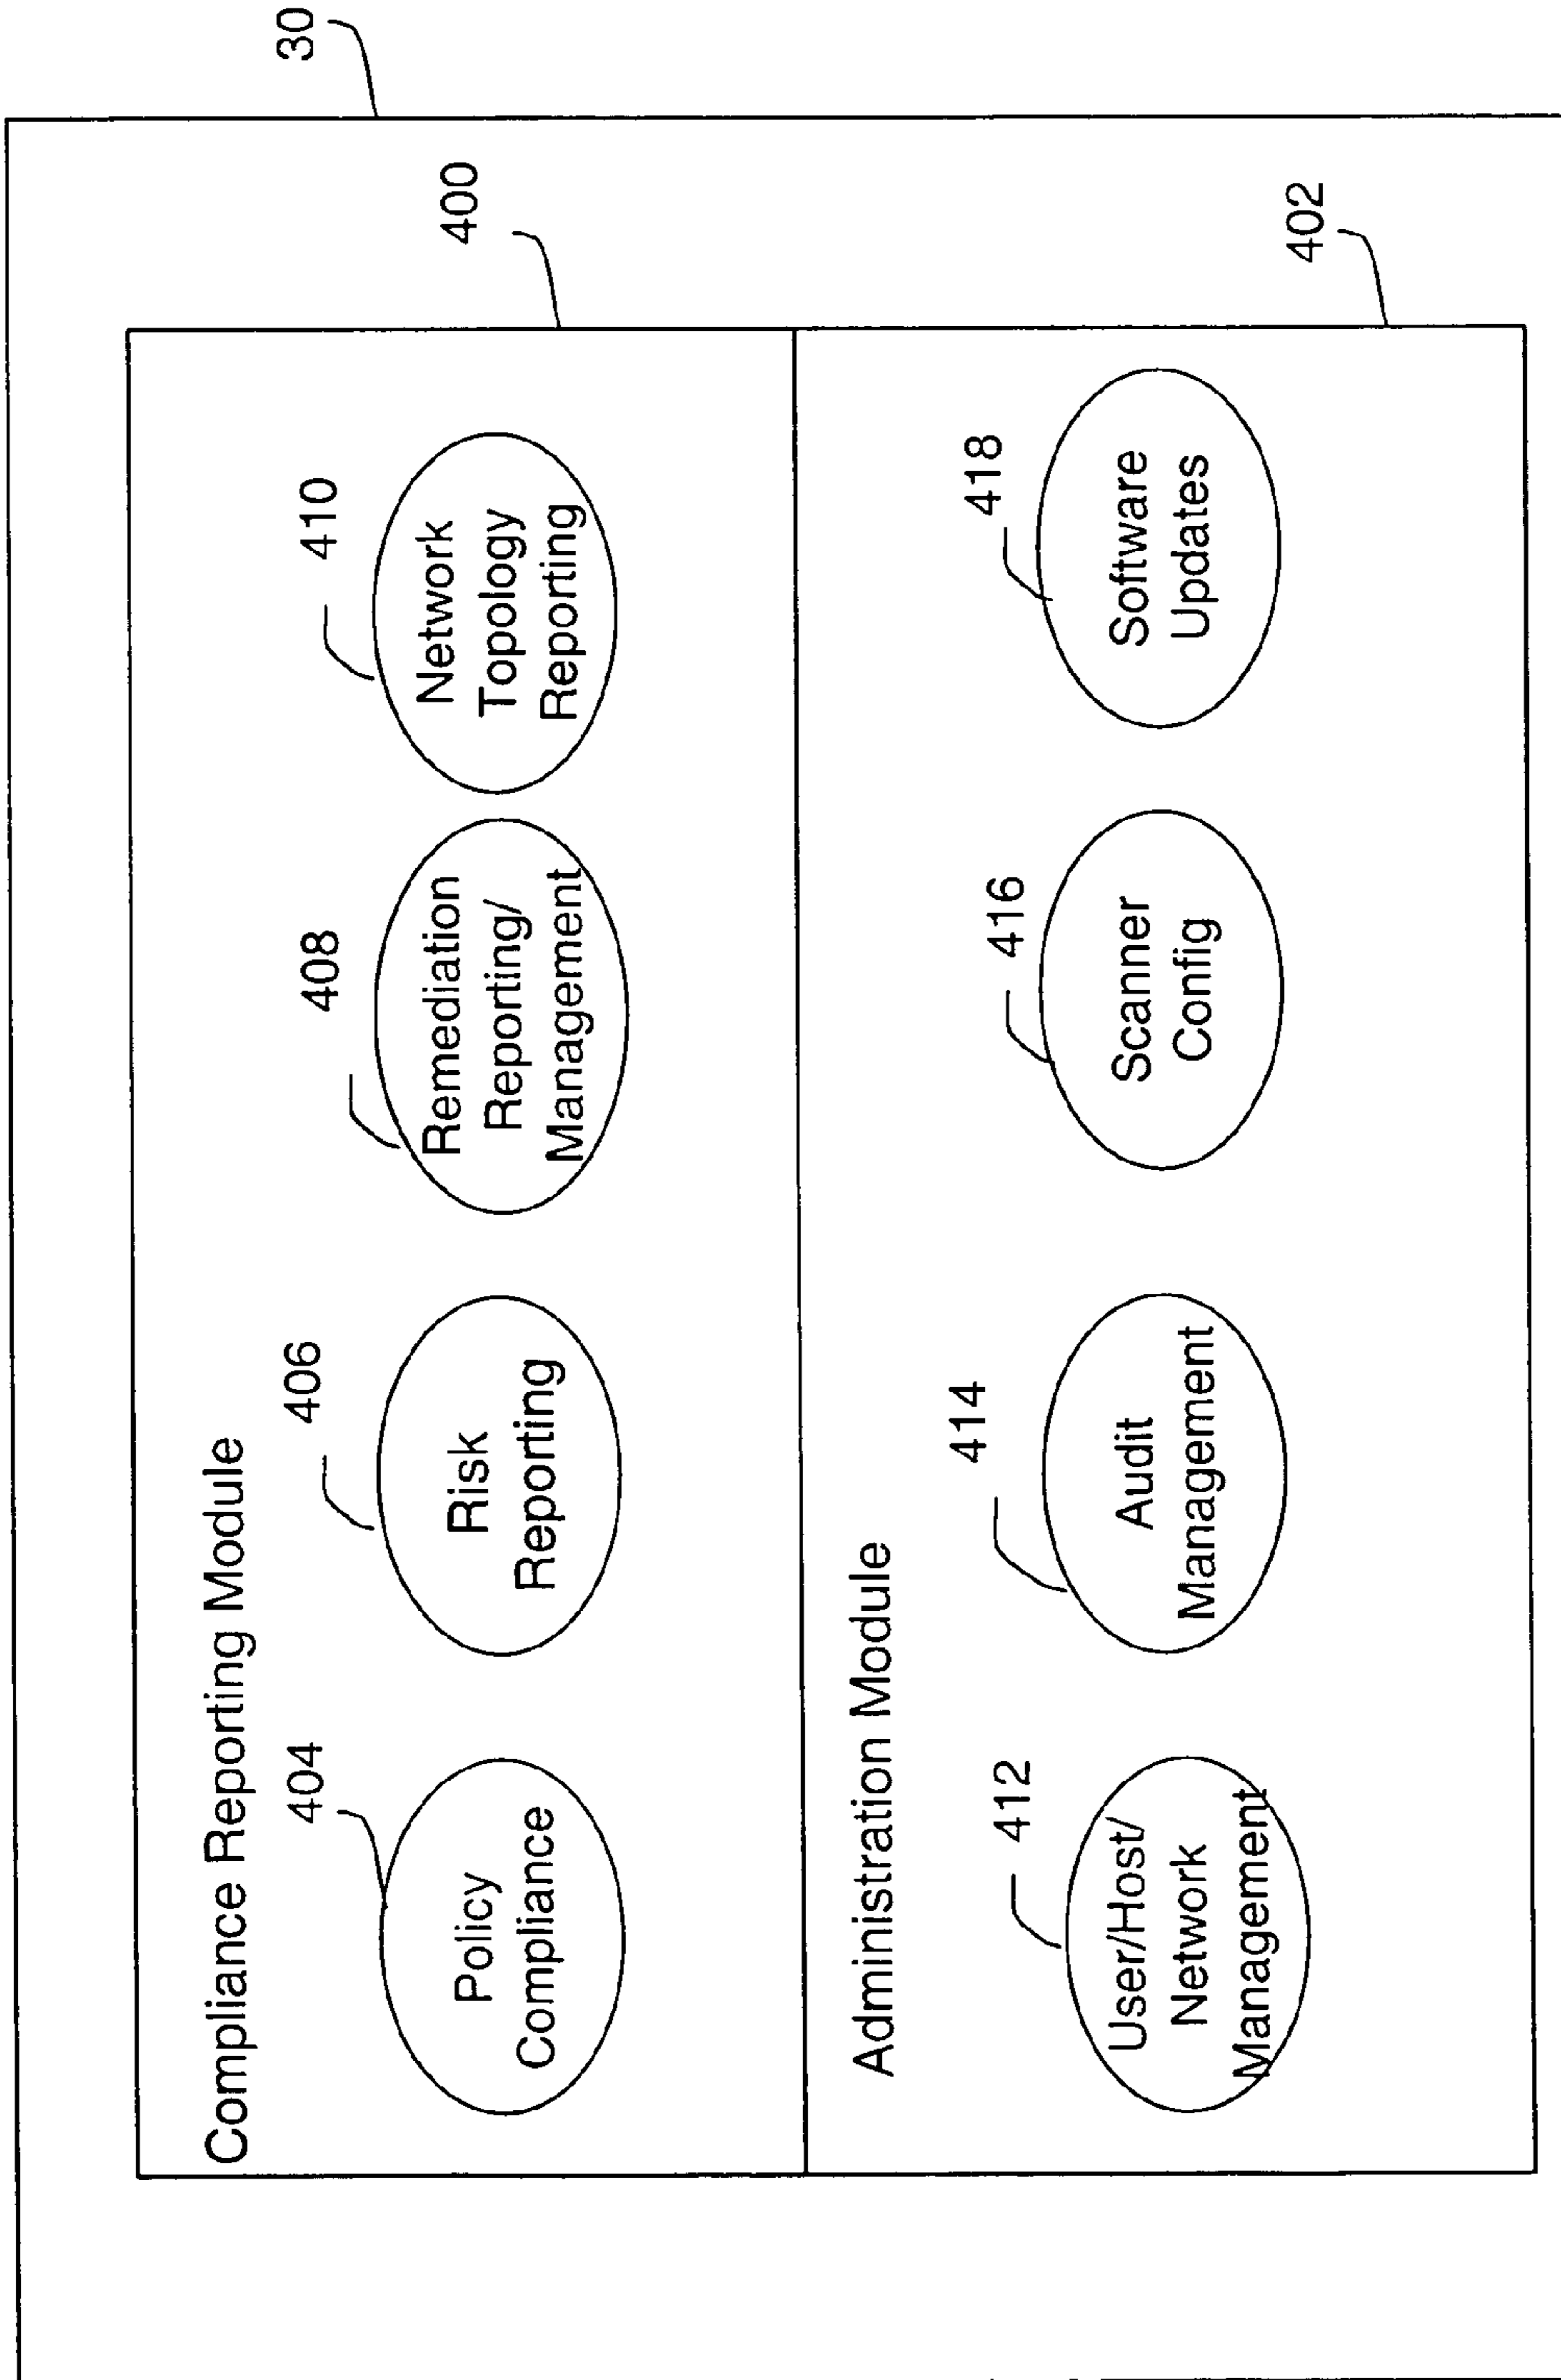 30
400
Compliance Reporting Module
404
Policy
Compliance
406
Risk
Reporting
408
Remediation
Reporting/
Management
410
Network
Topology
Reporting
402
Administration Module
412
User/Host/
Network
Management
414
Audit
Management
416
Scanner
Config
418
Software
Updates